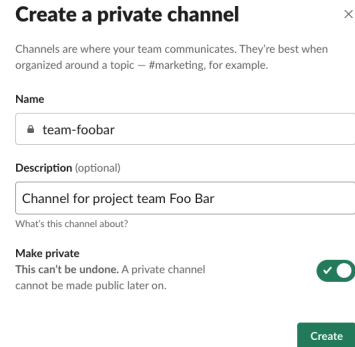 Create a private channel
Channels are where your team communicates. They're best when
organized around a topic — #marketing, for example.
Name
team-foobar
Description (optional)
Channel for project team Foo Bar
What's this channel about?
Make private
This can't be undone. A private channel
cannot be made public later on.
Create